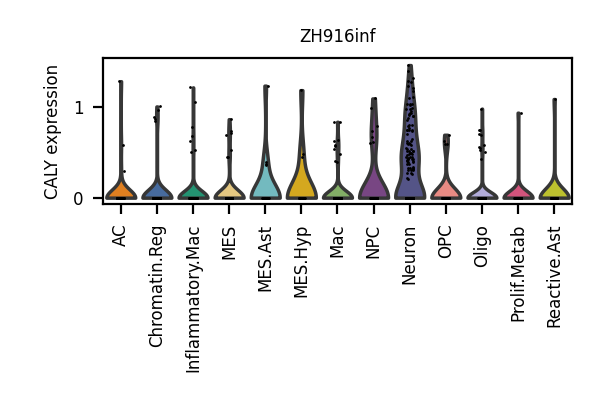 ZH916inf
CALY expression
1
0
AC
Chromatin.Reg
Inflammatory.Mac
MES
MES.Ast
MES.Hyp
Mac
NPC
Neuron
OPC
Oligo
Prolif.Metab
Reactive.Ast